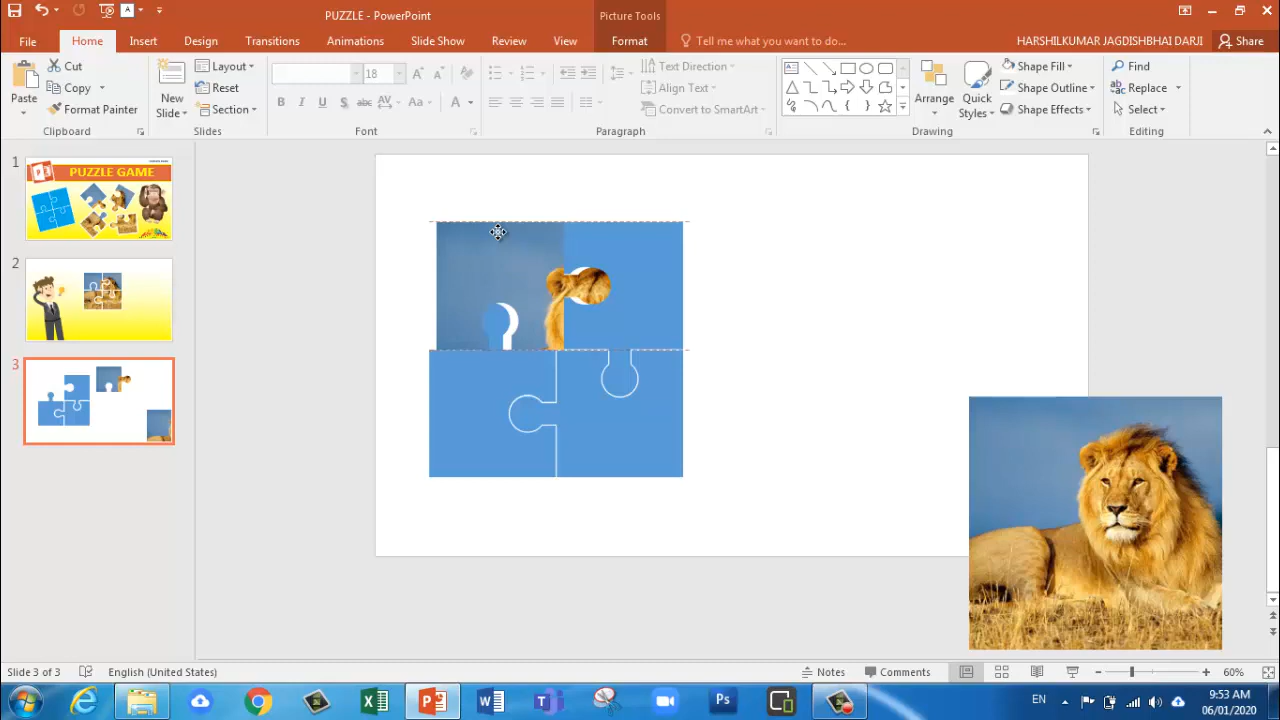 PUZZLE - PowerPoint
Picture Tools
File
Home
Insert
Design
Transitions
Animations
Slide Show
Review
View
Format
Tell me what you want to do...
HARSHILKUMAR JAGDISHBHAI DARJI
Share
Paste
Cut
Copy
Format Painter
Clipboard
New
Slide
Layout
Reset
Section
Slides
18
B I U S abc AV Aa A
Font
Text Direction
Align Text
Convert to SmartArt
Paragraph
Arrange
Quick
Styles
Shape Fill
Shape Outline
Shape Effects
Drawing
Find
Replace
Select
Editing
1
PUZZLE GAME
2
3
Slide 3 of 3
English (United States)
Notes
Comments
60%
EN
9:53 AM
06/01/2020